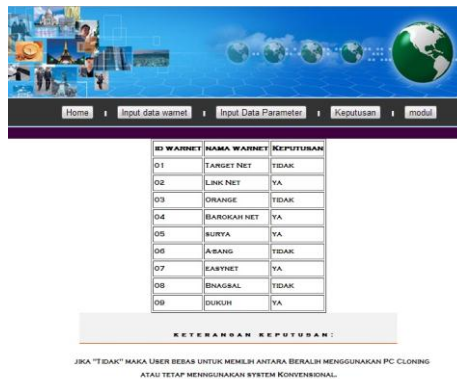 Home Input data warnet Input Data Parameter Keputusan modul
ID WARNET NAMA WARNET KEPUTUSAN
01 TARGET NET TIDAK
02 LINK NET YA
03 ORANGE TIDAK
04 BAROKAH NET YA
05 SURYA YA
06 A-BANG TIDAK
07 EASYNET YA
08 BNAGSAL TIDAK
09 DUKUH YA
KETERANGAN KEPUTUSAN :
JIKA "TIDAK" MAKA USER BEBAS UNTUK MEMILIH ANTARA BERALIH MENGGUNAKAN PC CLONING
ATAU TETAP MENNGUNAKAN SYSTEM KONVENSIONAL.